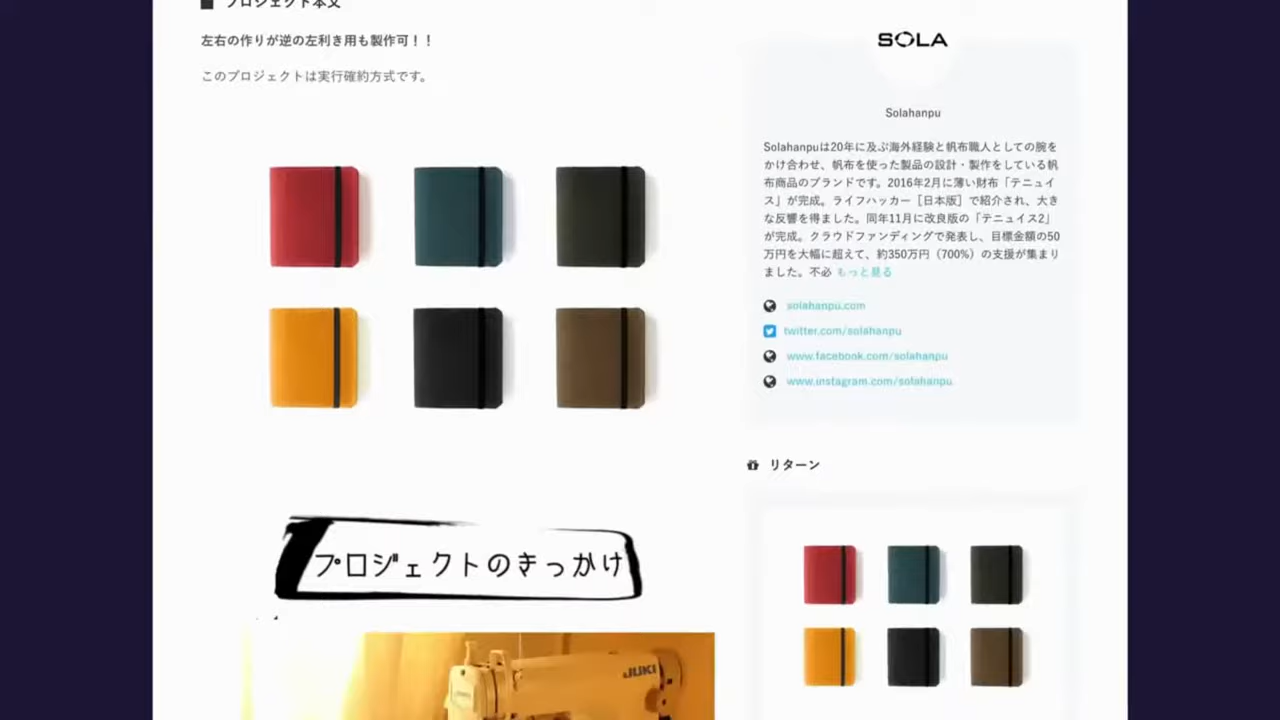 プロジェクト本文
左右の作りが逆の左利き用も製作可！！
このプロジェクトは実行確約方式です。
プロジェクトのきっかけ
JUKI
SOLA
Solahanpu
Solahanpuは20年に及ぶ海外経験と帆布職人としての腕を
かけ合わせ、帆布を使った製品の設計・製作をしている帆
布商品のブランドです。2016年2月に薄い財布「テニュイ
ス」が完成。ライフハッカー［日本版］で紹介され、大き
な反響を得ました。同年11月に改良版の「テニュイス2」
が完成。クラウドファンディングで発表し、目標金額の50
万円を大幅に超えて、約350万円（700%）の支援が集まり
ました。不必 もっと見る
solahanpu.com
twitter.com/solahanpu
www.facebook.com/solahanpu
www.instagram.com/solahanpu
リターン